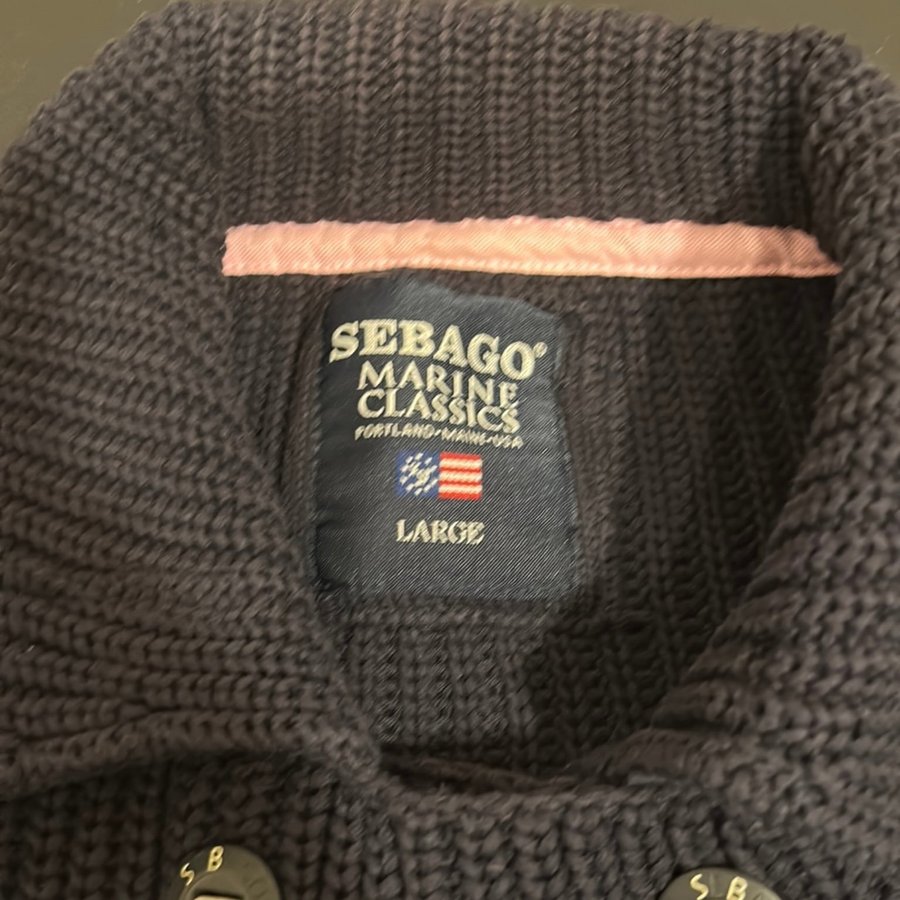 SEBAGO®
MARINE
CLASSICS
PORTLAND-MAINE-USA
LARGE
S B
S B